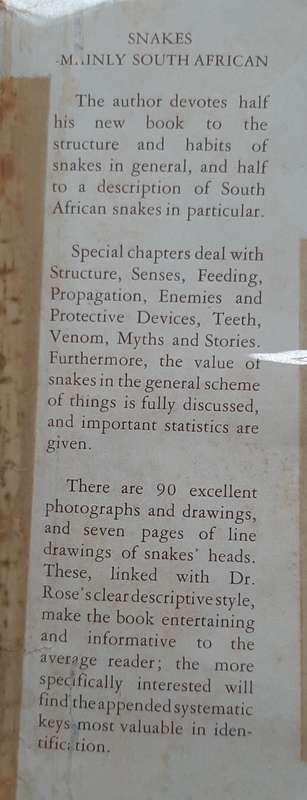 SNAKES
MAINLY SOUTH AFRICAN
The author devotes half
his new book to the
structure and habits of
snakes in general, and half
to a description of South
African snakes in particular.
Special chapters deal with
Structure, Senses, Feeding,
Propagation, Enemies and
Protective Devices, Teeth,
Venom, Myths and Stories.
Furthermore, the value of
snakes in the general scheme
of things is fully discussed,
and important statistics are
given.
There are 90 excellent
photographs and drawings,
and seven pages of line
drawings of snakes' heads.
These, linked with Dr.
Rose's clear descriptive style,
make the book entertaining
and informative to the
average reader; the more
specifically interested will
find the appended systematic
keys most valuable in iden-
tification.